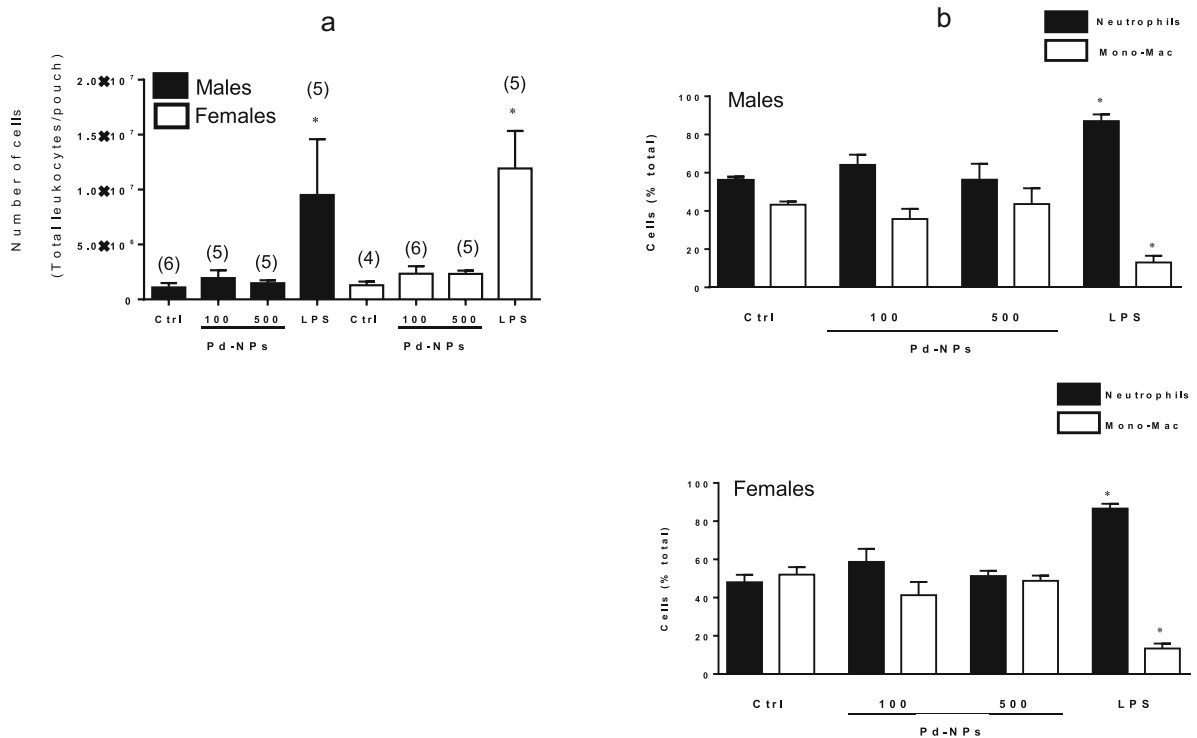 a
Number of cells
(Total leukocytes/pouch)
2.0✖10⁷
1.5✖10⁷
1.0✖10⁷
5.0✖10⁶
0
Males
Females
(6)
(5)
(5)
(5)
*
(4)
(6)
(5)
(5)
*
Ctrl 100 500 LPS Ctrl 100 500 LPS
Pd-NPs Pd-NPs
b
Neutrophils
Mono-Mac
Males
Cells (% total)
100
80
60
40
20
0
*
*
Ctrl 100 500 LPS
Pd-NPs
Neutrophils
Mono-Mac
Females
Cells (% total)
100
80
60
40
20
0
*
*
Ctrl 100 500 LPS
Pd-NPs